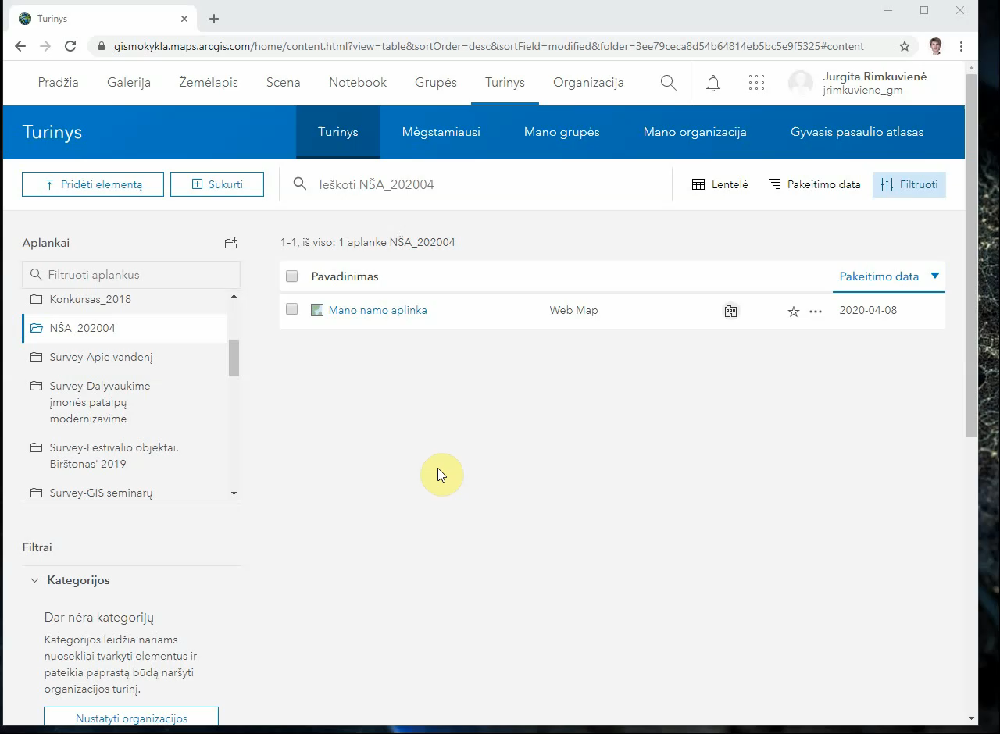 Turinys
gismokykla.maps.arcgis.com/home/content.html?view=table&sortOrder=desc&sortField=modified&folder=3ee79ceca8d54b64814eb5bc5e9f5325#content
Pradžia Galerija Žemėlapis Scena Notebook Grupės Turinys Organizacija
Jurgita Rimkuvienė
jrimkuviene_gm
Turinys Turinys Mėgstamiausi Mano grupės Mano organizacija Gyvasis pasaulio atlasas
Pridėti elementą Sukurti Ieškoti NŠA_202004 Lentelė Pakeitimo data Filtruoti
Aplankai
Filtruoti aplankus
Konkursas_2018
NŠA_202004
Survey-Apie vandenį
Survey-Dalyvaukime
įmonės patalpų
modernizavime
Survey-Festivalio objektai.
Birštonas' 2019
Survey-GIS seminarų
1–1, iš viso: 1 aplanke NŠA_202004
Pavadinimas Pakeitimo data
Mano namo aplinka Web Map 2020-04-08
Filtrai
Kategorijos
Dar nėra kategorijų
Kategorijos leidžia nariams
nuosekliai tvarkyti elementus ir
pateikia paprastą būdą naršyti
organizacijos turinį.
Nustatyti organizacijos